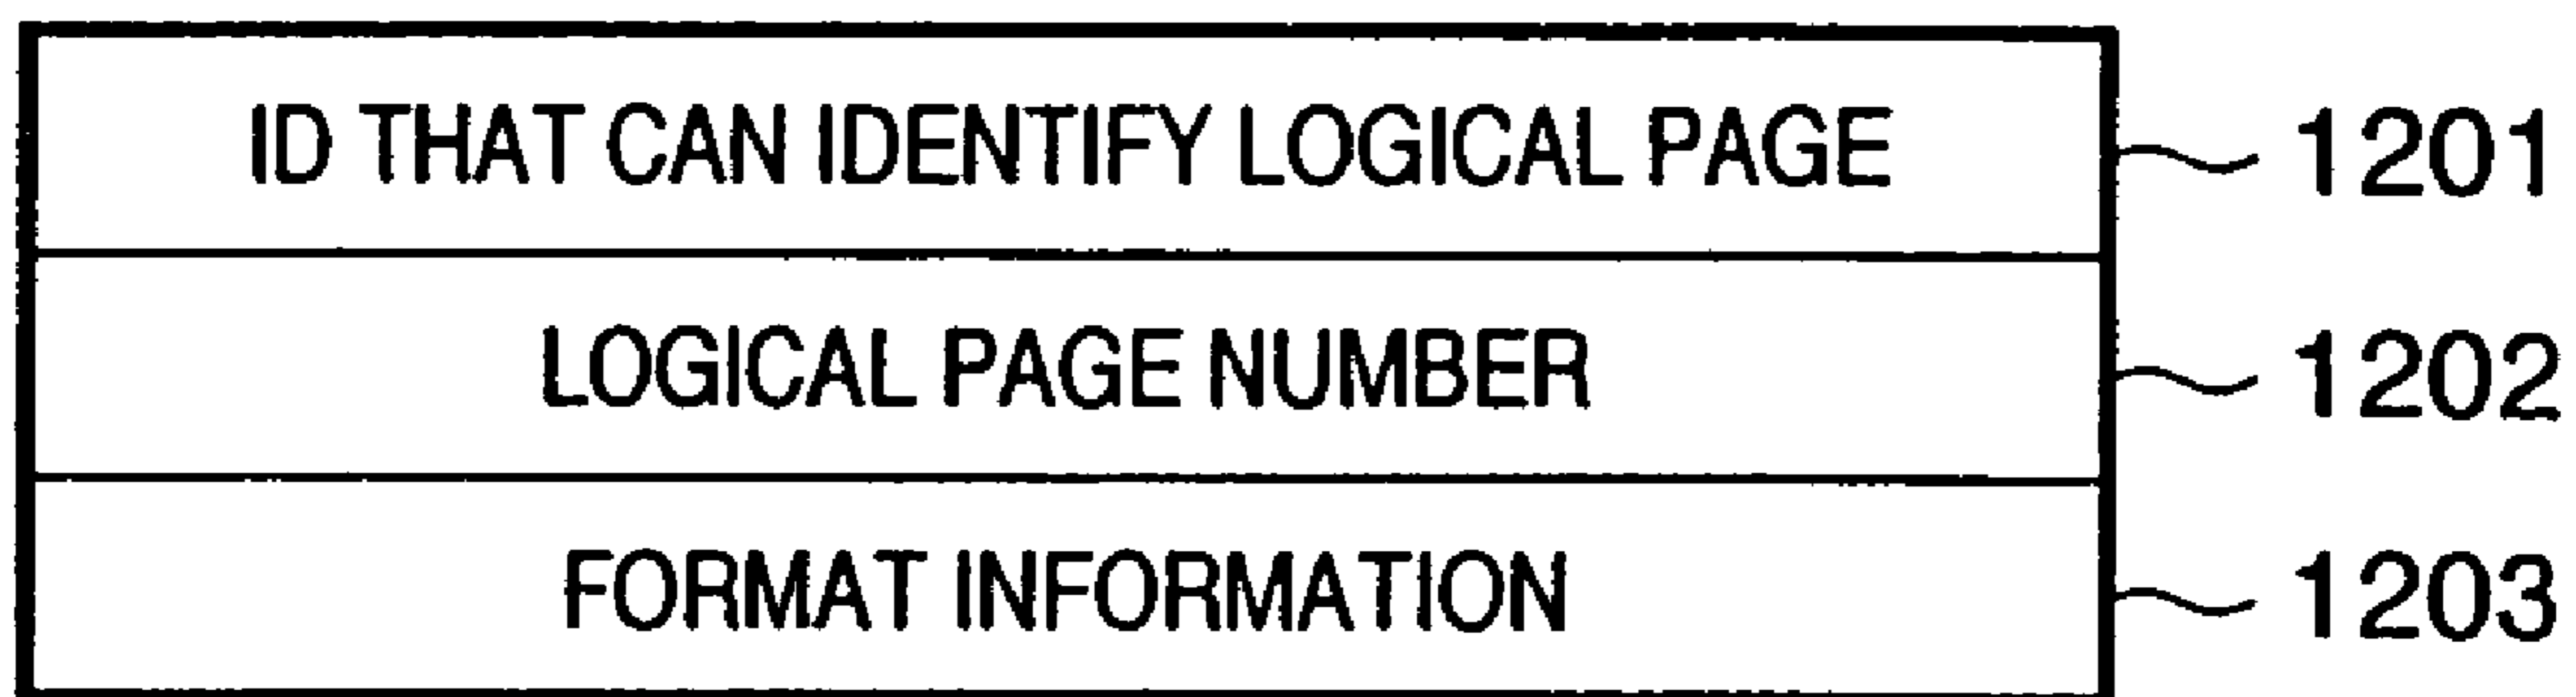 ID THAT CAN IDENTIFY LOGICAL PAGE 1201
LOGICAL PAGE NUMBER 1202
FORMAT INFORMATION 1203